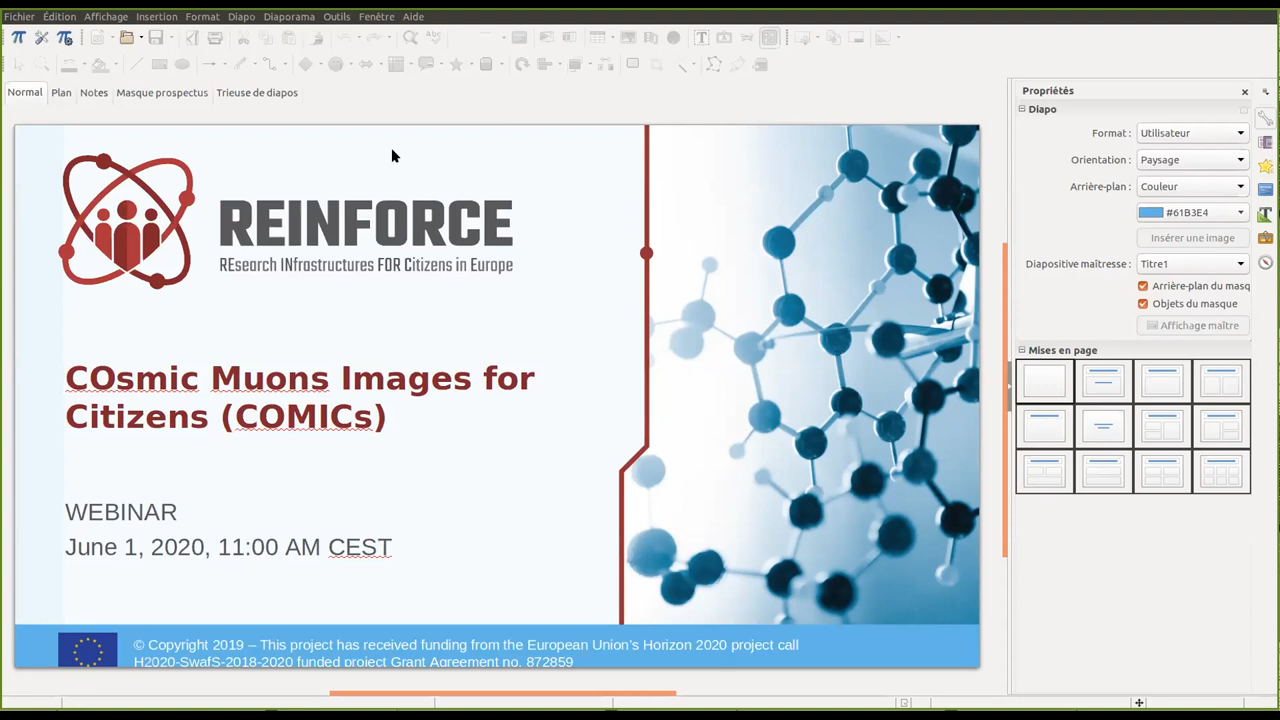 Fichier Édition Affichage Insertion Format Diapo Diaporama Outils Fenêtre Aide
Normal Plan Notes Masque prospectus Trieuse de diapos
REINFORCE
REsearch INfrastructures FOR Citizens in Europe
COsmic Muons Images for
Citizens (COMICs)
WEBINAR
June 1, 2020, 11:00 AM CEST
© Copyright 2019 – This project has received funding from the European Union's Horizon 2020 project call
H2020-SwafS-2018-2020 funded project Grant Agreement no. 872859
Propriétés
Diapo
Format : Utilisateur
Orientation : Paysage
Arrière-plan : Couleur
#61B3E4
Insérer une image
Diapositive maîtresse : Titre1
Arrière-plan du masq
Objets du masque
Affichage maître
Mises en page